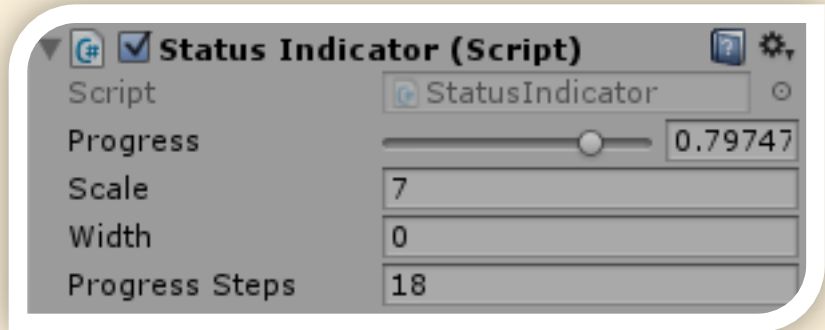 Status Indicator (Script)
Script StatusIndicator
Progress 0.79747
Scale 7
Width 0
Progress Steps 18